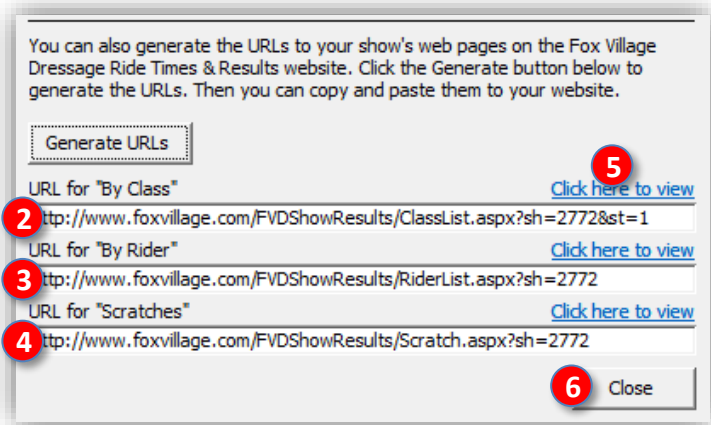 You can also generate the URLs to your show's web pages on the Fox Village
Dressage Ride Times & Results website. Click the Generate button below to
generate the URLs. Then you can copy and paste them to your website.
Generate URLs
5
URL for "By Class" Click here to view
2 ttp://www.foxvillage.com/FVDShowResults/ClassList.aspx?sh=2772&st=1
URL for "By Rider" Click here to view
3 ttp://www.foxvillage.com/FVDShowResults/RiderList.aspx?sh=2772
URL for "Scratches" Click here to view
4 ttp://www.foxvillage.com/FVDShowResults/Scratch.aspx?sh=2772
6 Close